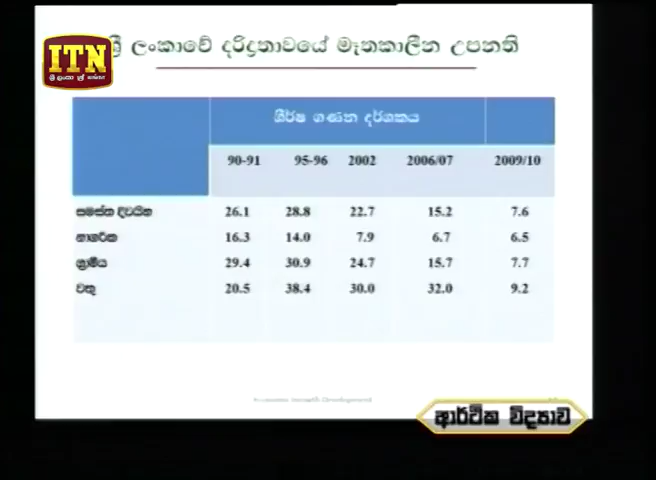 ITN
ශ්‍රී ලංකාවේ දරිද්‍රතාවයේ මෑතකාලීන උපනති
ශීර්ෂ ගණන දර්ශකය
90-91 95-96 2002 2006/07 2009/10
සමස්ත දිවයින 26.1 28.8 22.7 15.2 7.6
නාගරික 16.3 14.0 7.9 6.7 6.5
ග්‍රාමීය 29.4 30.9 24.7 15.7 7.7
වතු 20.5 38.4 30.0 32.0 9.2
Development
ආර්ථික විද්‍යාව